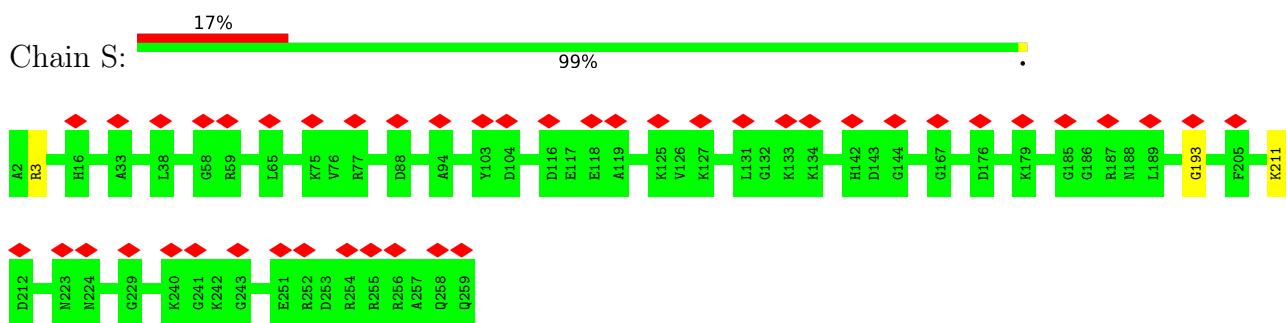 17%
Chain S:
99%
.
A2 R3 H16 A33 L38 G58 R59 L65 K75 V76 R77 D88 A94 Y103 D104 D116 E117 E118 A119 K125 V126 K127 L131 G132 K133 K134 H142 D143 G144 G167 D176 K179 G185 G186 R187 N188 L189 G193 F205 K211
D212 N223 N224 G229 K240 G241 K242 G243 E251 R252 D253 R254 R255 R256 A257 Q258 Q259